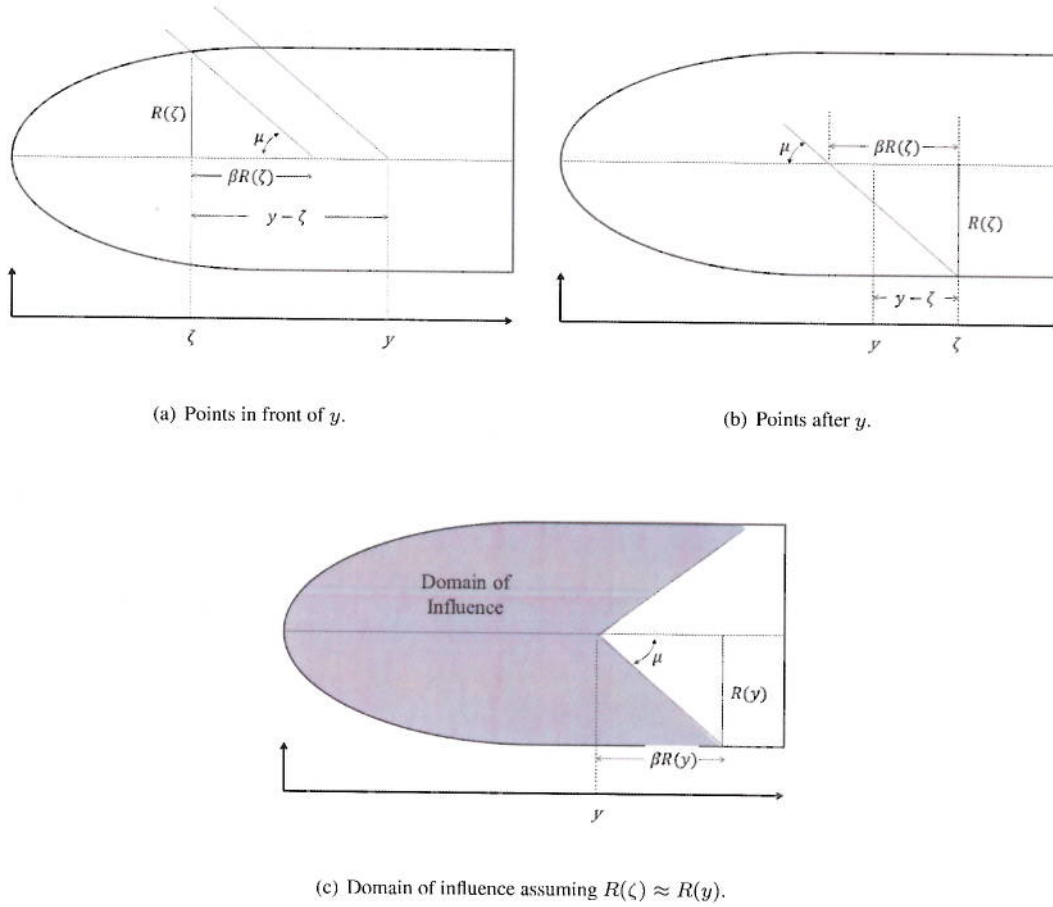 R(ζ)
μ
βR(ζ)
y − ζ
ζ
y
(a) Points in front of y.
μ
βR(ζ)
R(ζ)
y − ζ
y
ζ
(b) Points after y.
Domain of
Influence
μ
R(y)
βR(y)
y
(c) Domain of influence assuming R(ζ) ≈ R(y).